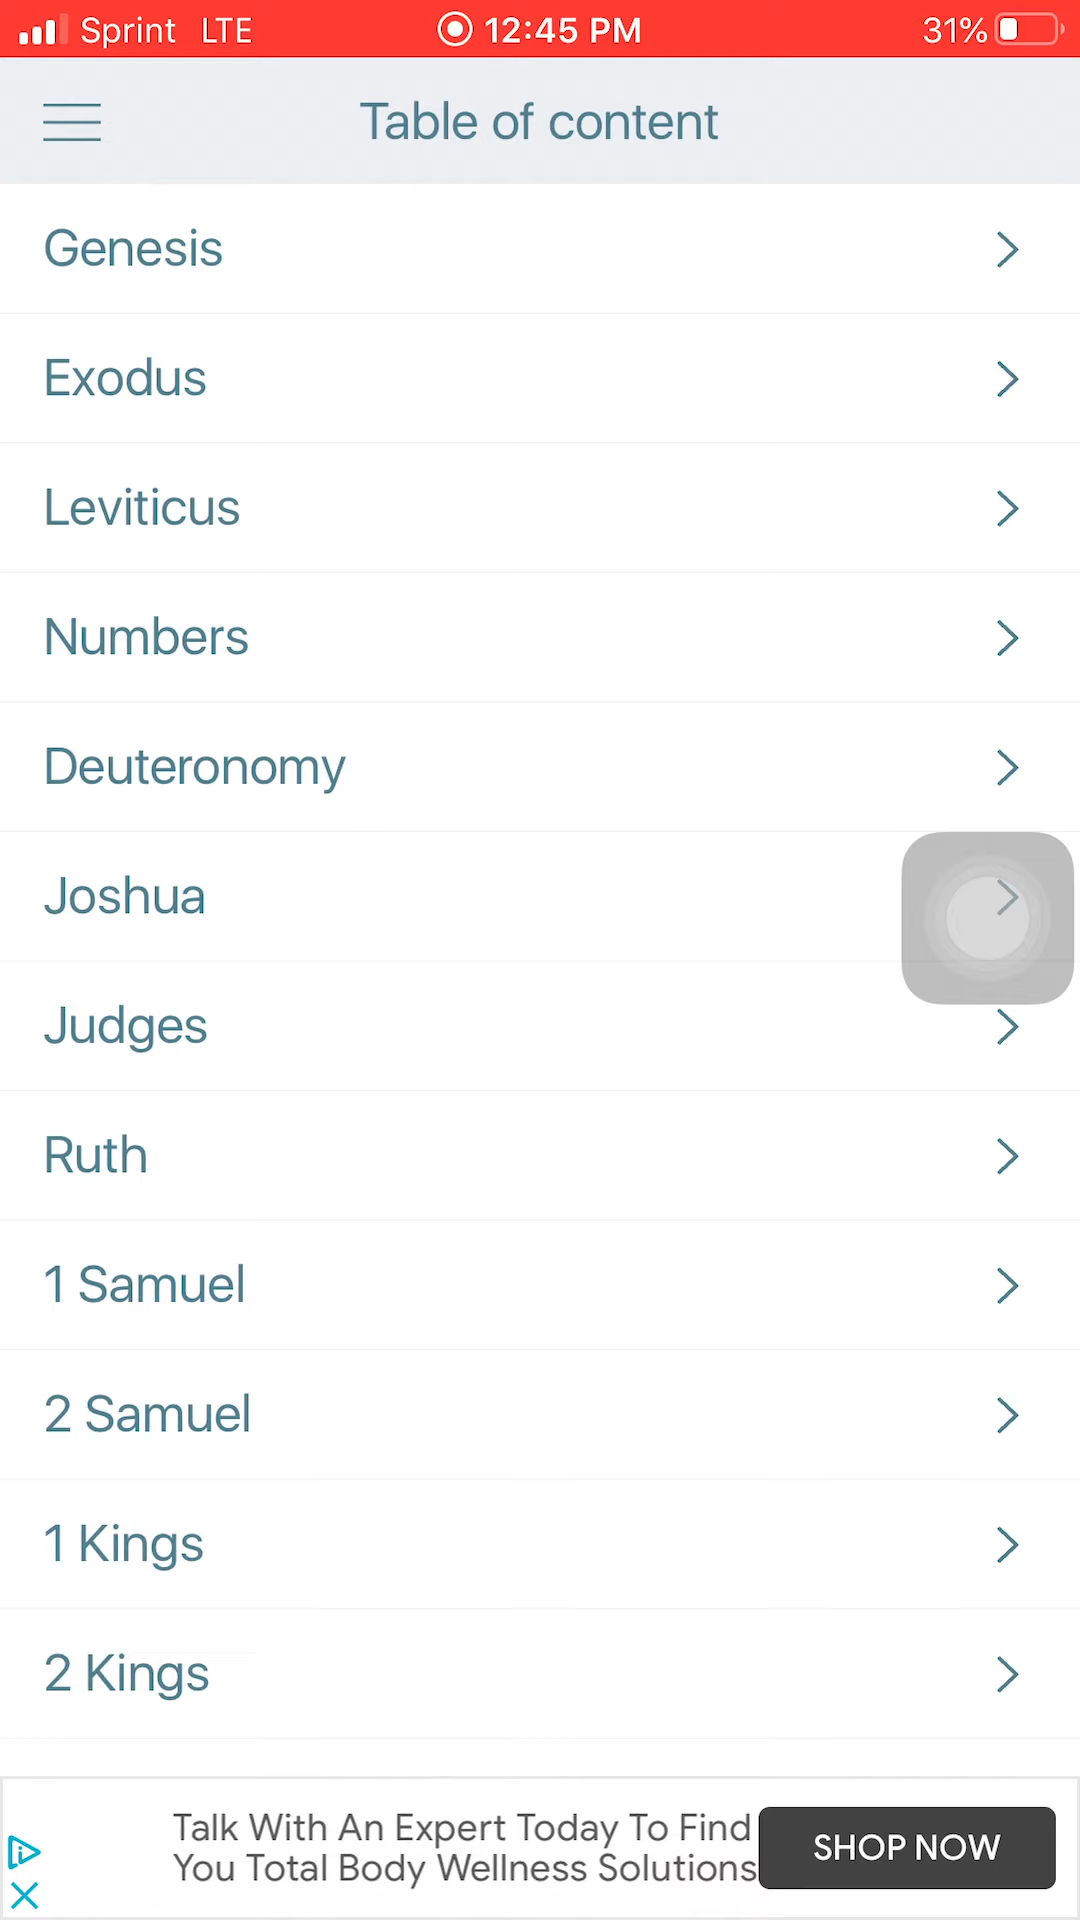 Sprint LTE 12:45 PM 31%
Table of content
Genesis
Exodus
Leviticus
Numbers
Deuteronomy
Joshua
Judges
Ruth
1 Samuel
2 Samuel
1 Kings
2 Kings
Talk With An Expert Today To Find
You Total Body Wellness Solutions
SHOP NOW